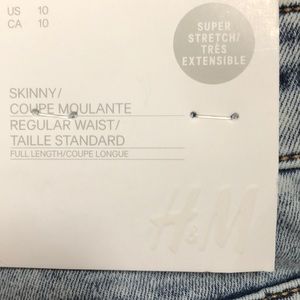 US 10
CA 10
SUPER
STRETCH/
TRÈS
EXTENSIBLE
SKINNY/
COUPE MOULANTE
REGULAR WAIST/
TAILLE STANDARD
FULL LENGTH/COUPE LONGUE
H&M